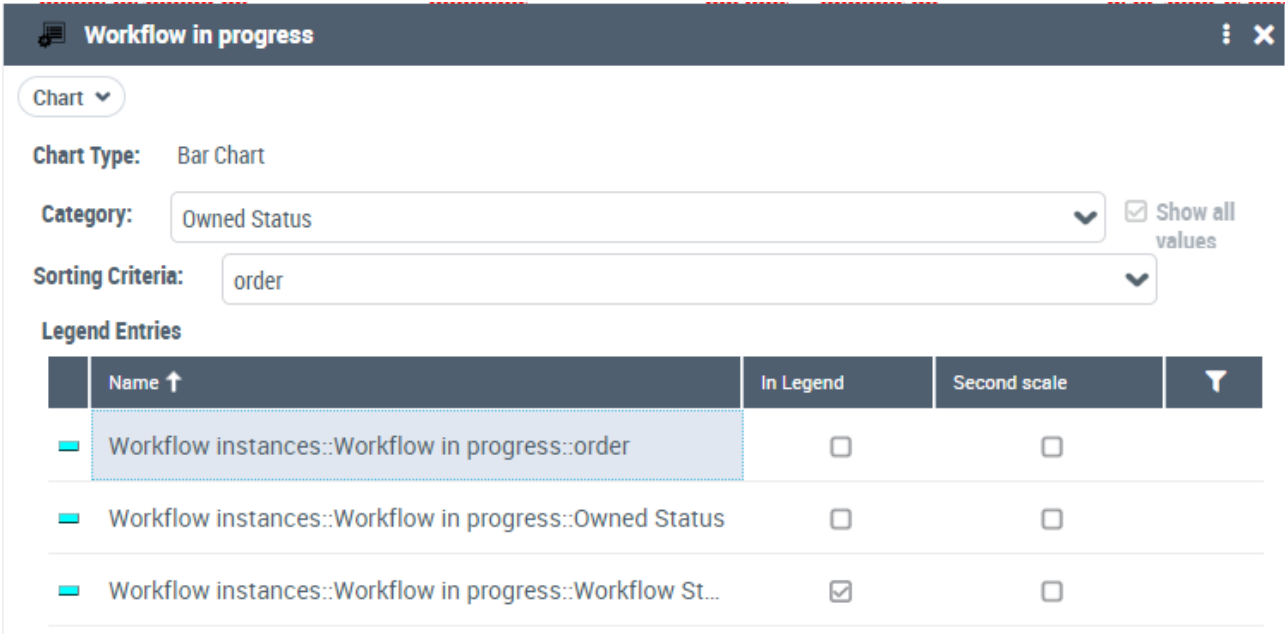 Workflow in progress
Chart
Chart Type: Bar Chart
Category: Owned Status
Show all
values
Sorting Criteria: order
Legend Entries
Name In Legend Second scale
Workflow instances::Workflow in progress::order
Workflow instances::Workflow in progress::Owned Status
Workflow instances::Workflow in progress::Workflow St...